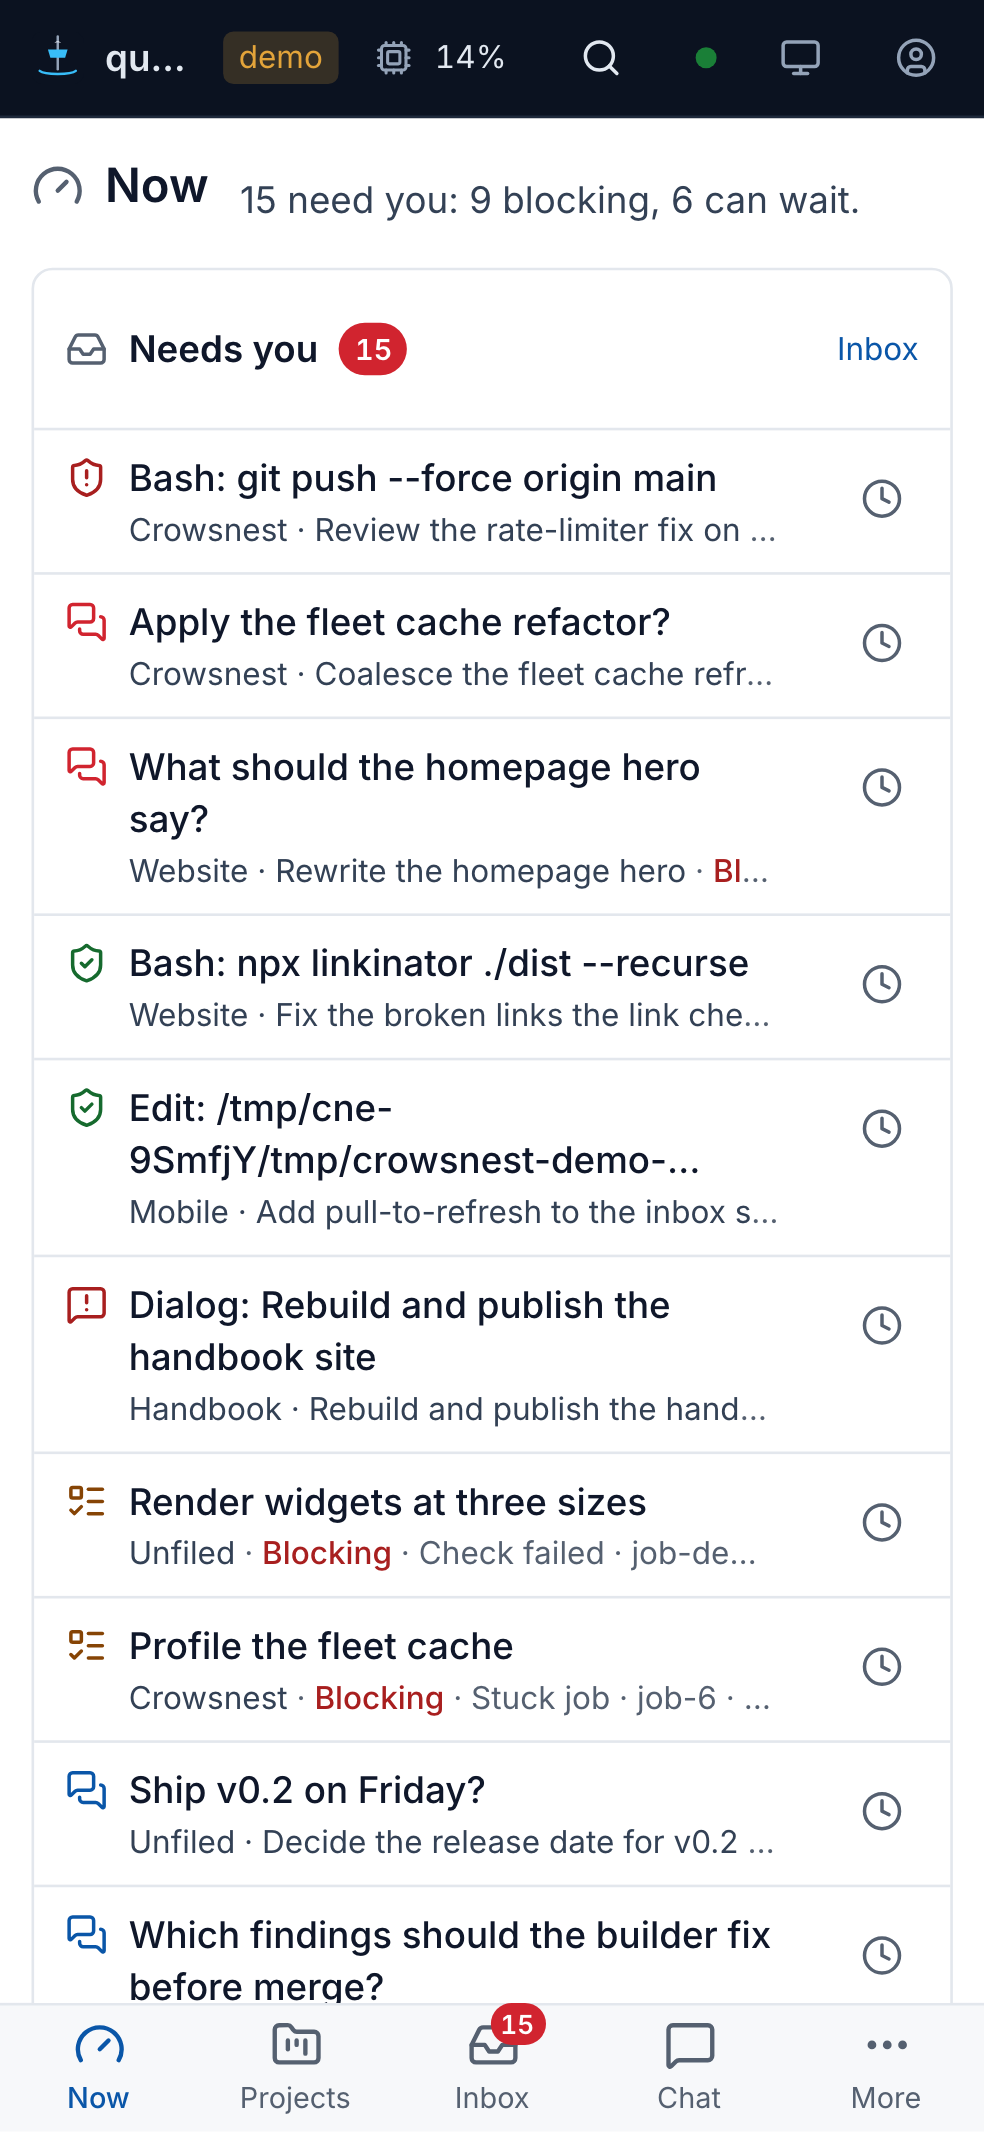 qu...
demo
14%
Now
15 need you: 9 blocking, 6 can wait.
Needs you
15
Inbox
Bash: git push --force origin main
Crowsnest · Review the rate-limiter fix on ...
Apply the fleet cache refactor?
Crowsnest · Coalesce the fleet cache refr...
What should the homepage hero
say?
Website · Rewrite the homepage hero · Bl...
Bash: npx linkinator ./dist --recurse
Website · Fix the broken links the link che...
Edit: /tmp/cne-
9SmfjY/tmp/crowsnest-demo-...
Mobile · Add pull-to-refresh to the inbox s...
Dialog: Rebuild and publish the
handbook site
Handbook · Rebuild and publish the hand...
Render widgets at three sizes
Unfiled · Blocking · Check failed · job-de...
Profile the fleet cache
Crowsnest · Blocking · Stuck job · job-6 · ...
Ship v0.2 on Friday?
Unfiled · Decide the release date for v0.2 ...
Which findings should the builder fix
before merge?
15
Now
Projects
Inbox
Chat
More